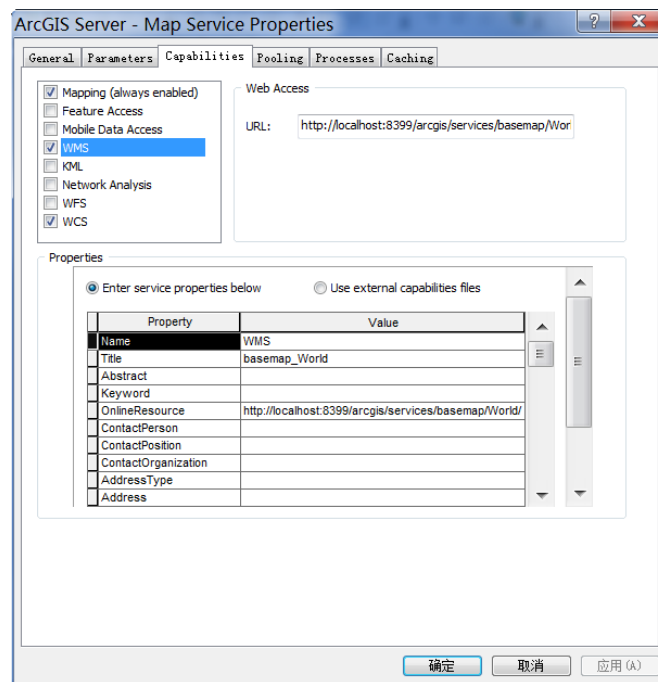 ArcGIS Server - Map Service Properties
General Parameters Capabilities Pooling Processes Caching
Mapping (always enabled)
Feature Access
Mobile Data Access
WMS
KML
Network Analysis
WFS
WCS
Web Access
URL: http://localhost:8399/arcgis/services/basemap/Wor
Properties
Enter service properties below Use external capabilities files
Property Value
Name WMS
Title basemap_World
Abstract
Keyword
OnlineResource http://localhost:8399/arcgis/services/basemap/World/
ContactPerson
ContactPosition
ContactOrganization
AddressType
Address
确定 取消 应用(A)